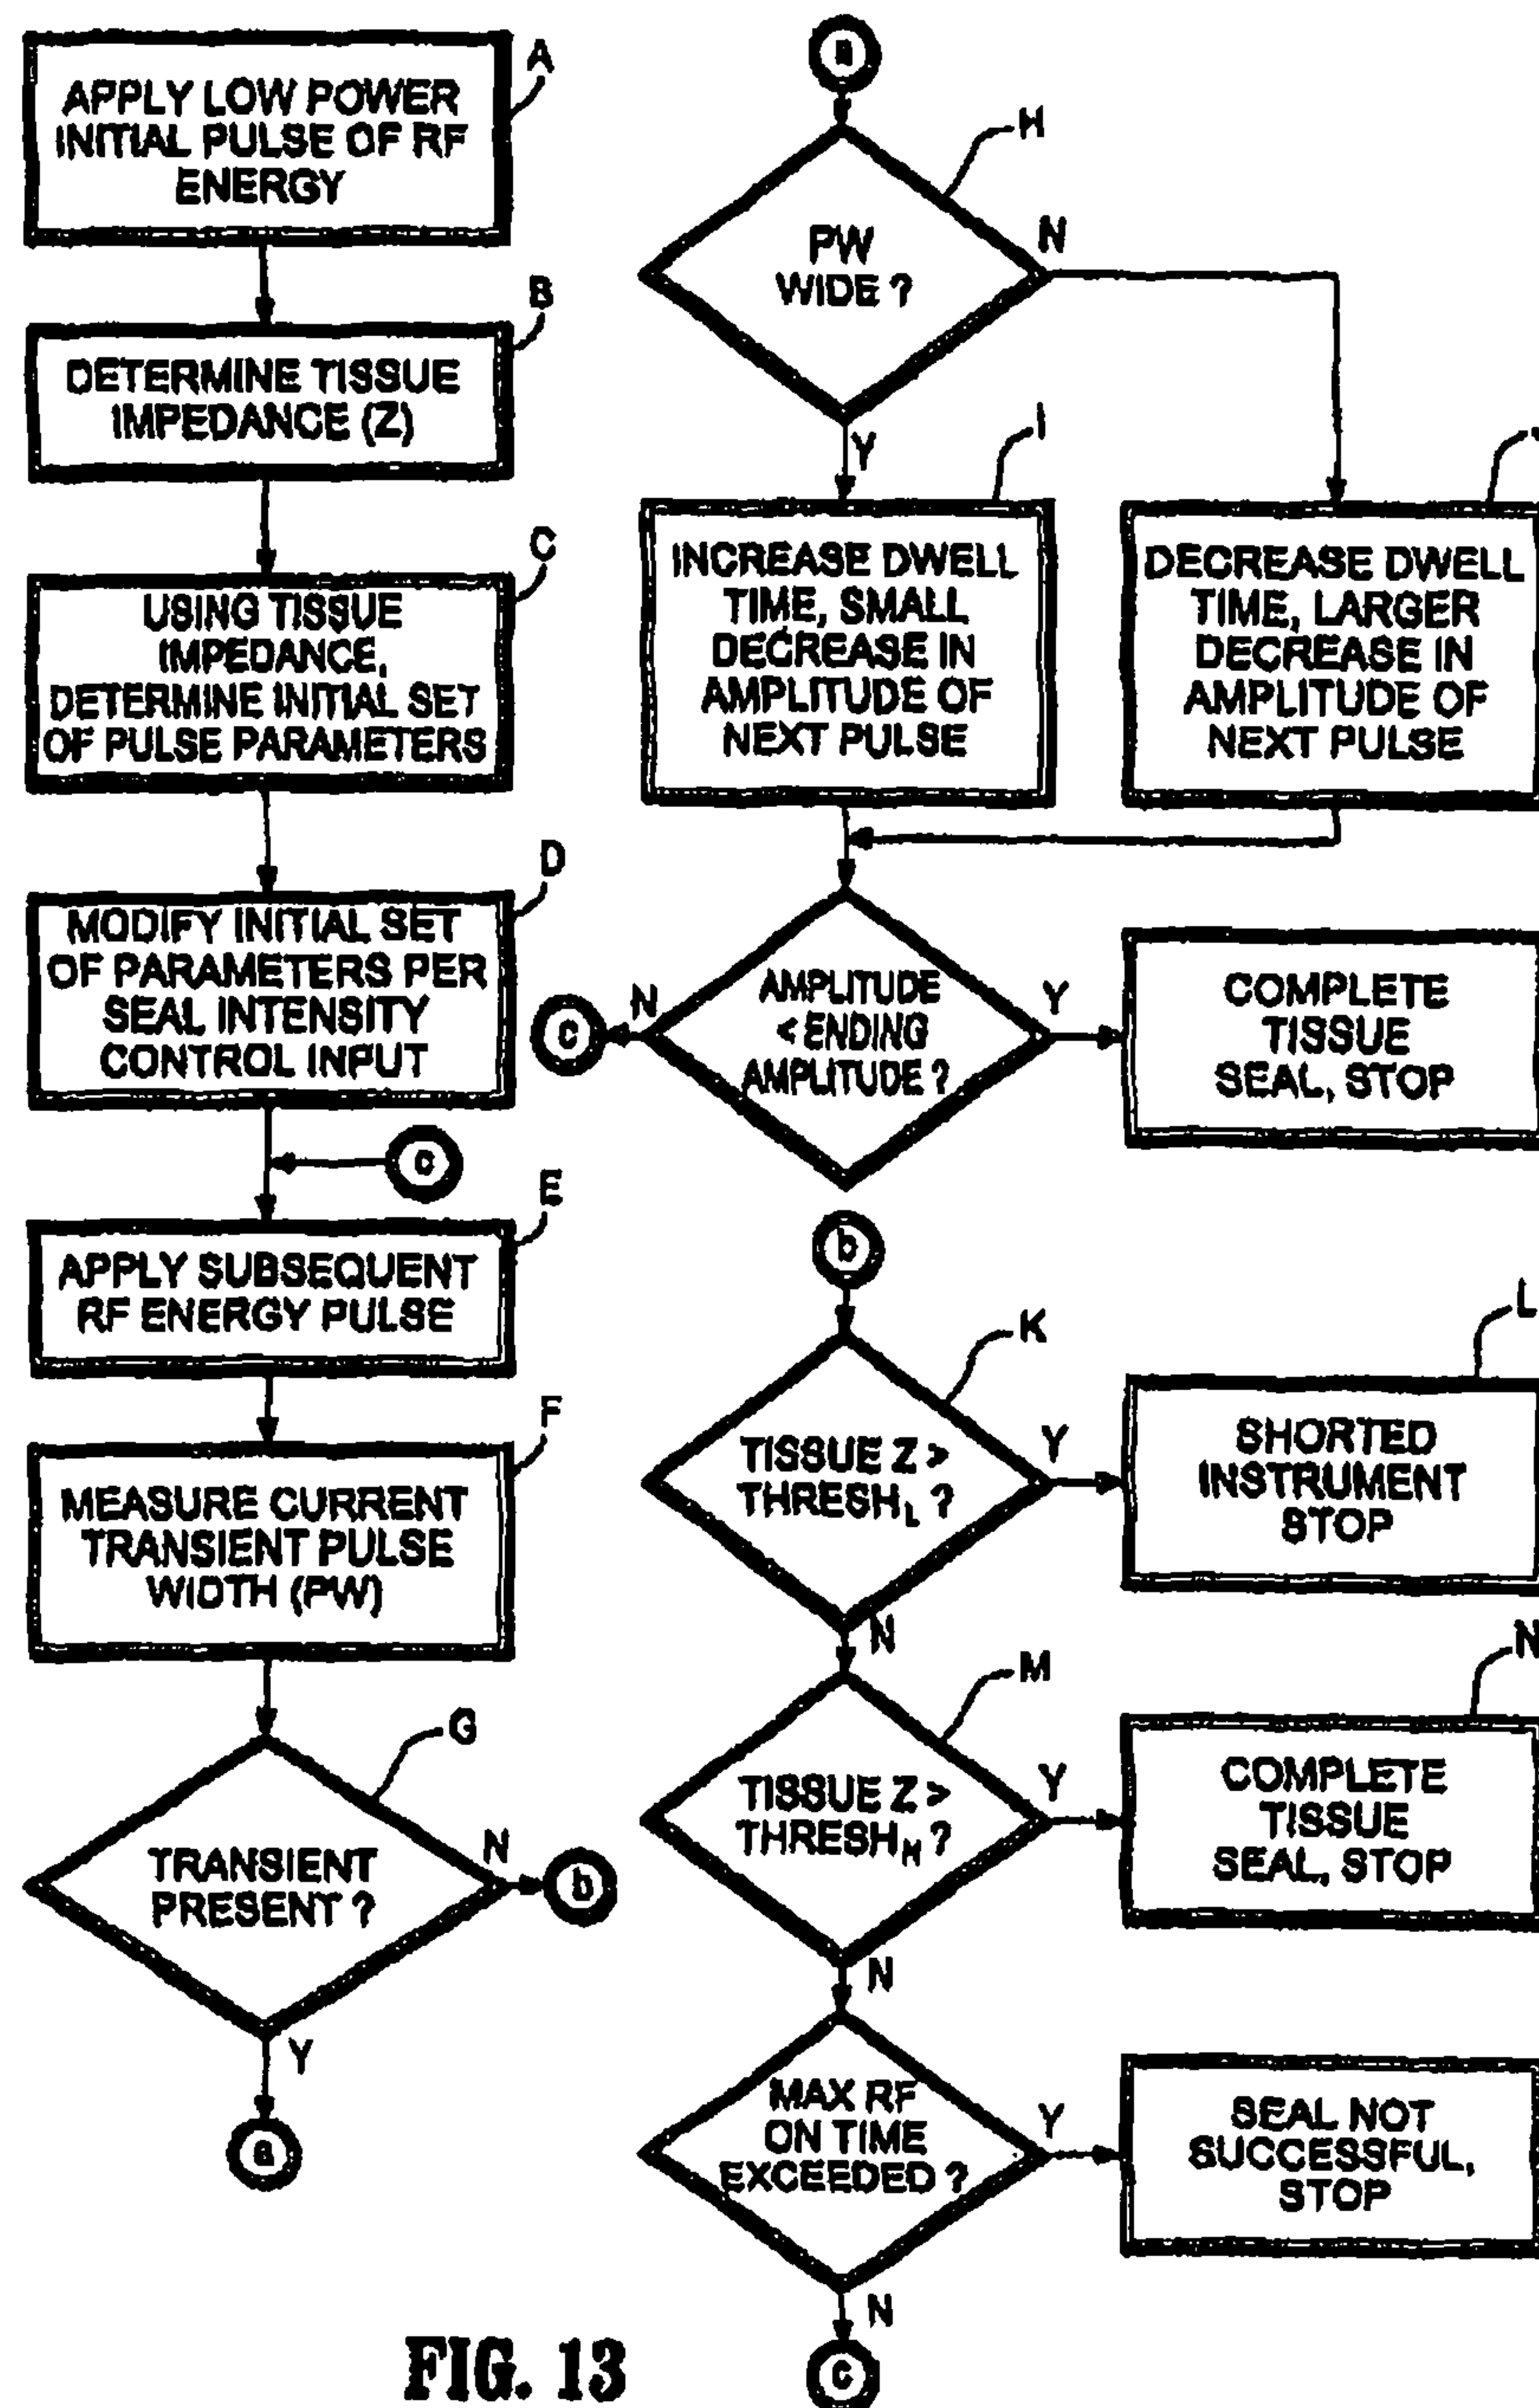 A
APPLY LOW POWER
INITIAL PULSE OF RF
ENERGY
B
DETERMINE TISSUE
IMPEDANCE (Z)
C
USING TISSUE
IMPEDANCE,
DETERMINE INITIAL SET
OF PULSE PARAMETERS
D
MODIFY INITIAL SET
OF PARAMETERS PER
SEAL INTENSITY
CONTROL INPUT
c
E
APPLY SUBSEQUENT
RF ENERGY PULSE
F
MEASURE CURRENT
TRANSIENT PULSE
WIDTH (PW)
G
TRANSIENT
PRESENT ?
N
b
Y
a
a
H
PW
WIDE ?
N
Y
I
INCREASE DWELL
TIME, SMALL
DECREASE IN
AMPLITUDE OF
NEXT PULSE
DECREASE DWELL
TIME, LARGER
DECREASE IN
AMPLITUDE OF
NEXT PULSE
AMPLITUDE
< ENDING
AMPLITUDE ?
N
c
Y
COMPLETE
TISSUE
SEAL, STOP
b
K
TISSUE Z >
THRESH L ?
Y
L
SHORTED
INSTRUMENT
STOP
N
M
TISSUE Z >
THRESH H ?
Y
N
COMPLETE
TISSUE
SEAL, STOP
N
MAX RF
ON TIME
EXCEEDED ?
Y
SEAL NOT
SUCCESSFUL,
STOP
N
c
FIG. 13